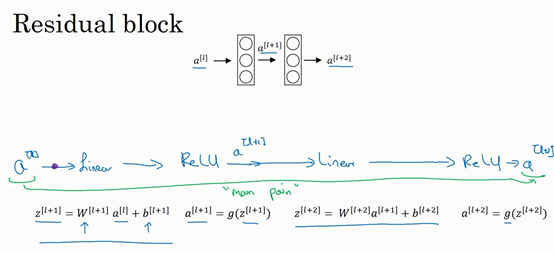 Residual block
a^[l] a^[l+1] a^[l+2]
a^[l] → Linear → ReLU a^[l+1] → Linear → ReLU → a^[l+2]
"main path"
z^[l+1] = W^[l+1] a^[l] + b^[l+1] a^[l+1] = g(z^[l+1]) z^[l+2] = W^[l+2] a^[l+1] + b^[l+2] a^[l+2] = g(z^[l+2])